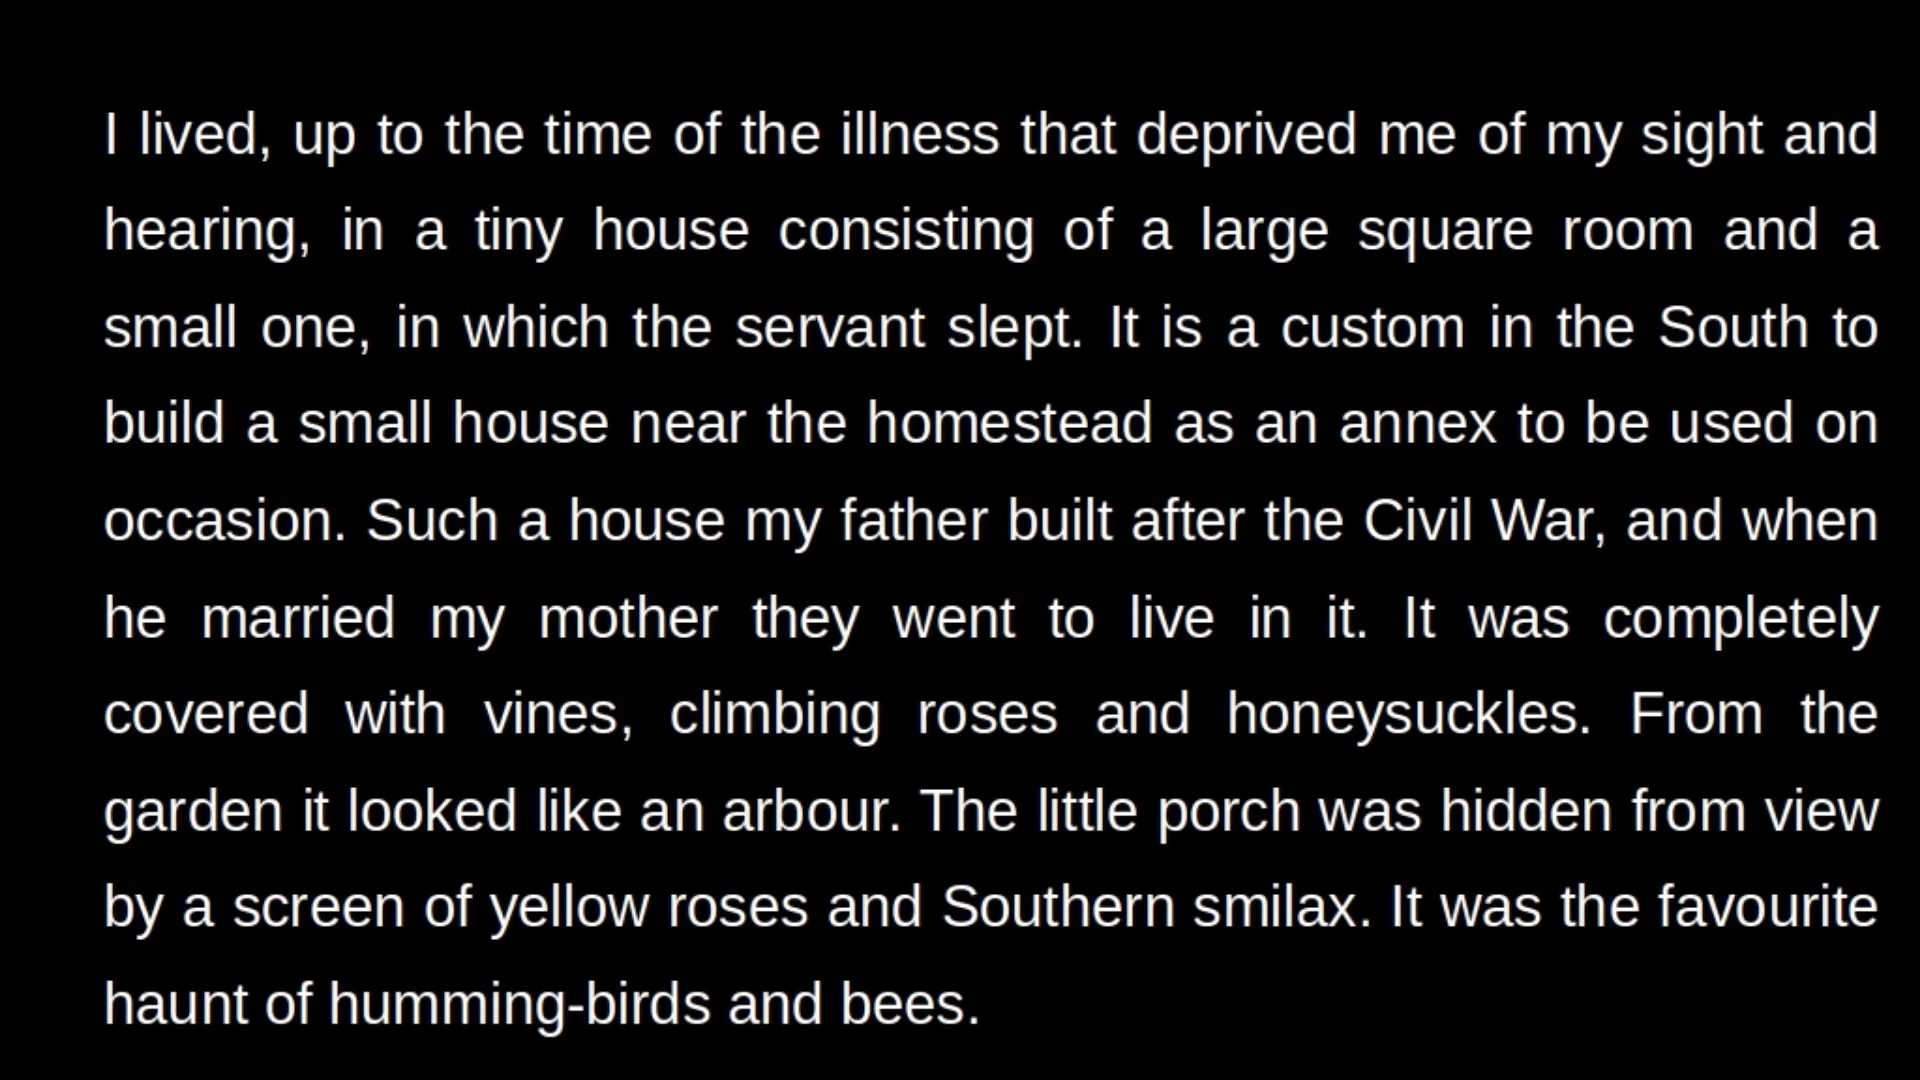 I lived, up to the time of the illness that deprived me of my sight and
hearing, in a tiny house consisting of a large square room and a
small one, in which the servant slept. It is a custom in the South to
build a small house near the homestead as an annex to be used on
occasion. Such a house my father built after the Civil War, and when
he married my mother they went to live in it. It was completely
covered with vines, climbing roses and honeysuckles. From the
garden it looked like an arbour. The little porch was hidden from view
by a screen of yellow roses and Southern smilax. It was the favourite
haunt of humming-birds and bees.